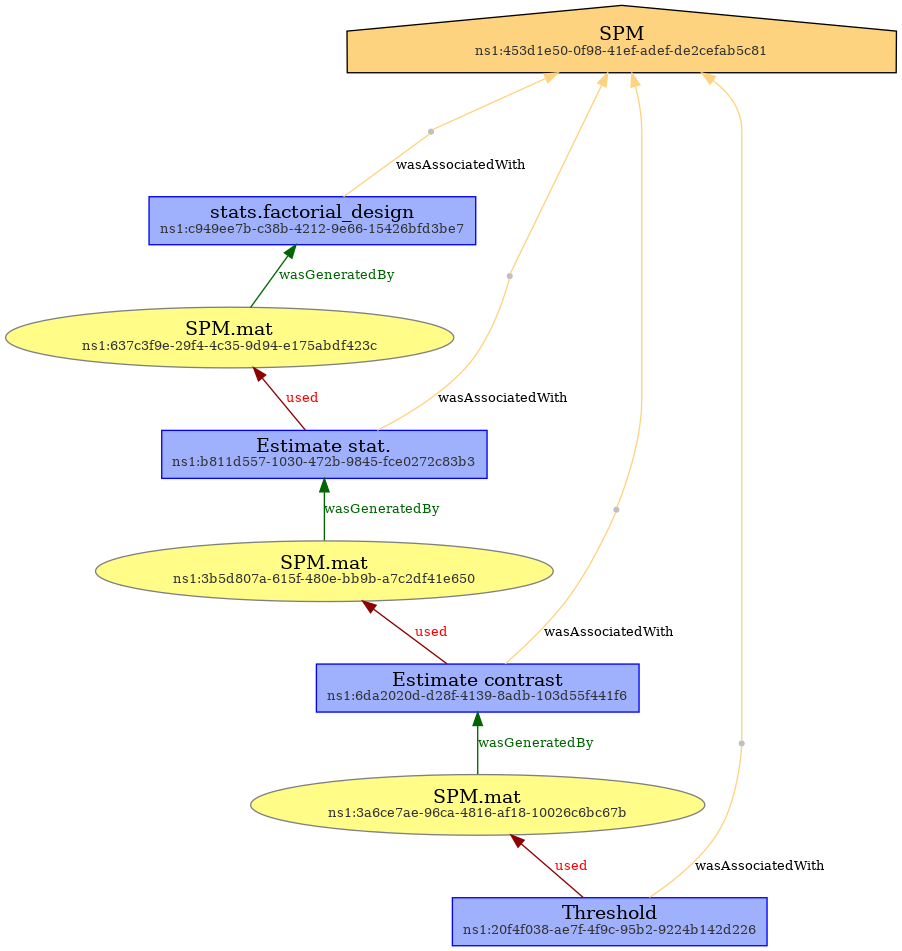 SPM
ns1:453d1e50-0f98-41ef-adef-de2cefab5c81
wasAssociatedWith
stats.factorial_design
ns1:c949ee7b-c38b-4212-9e66-15426bfd3be7
wasGeneratedBy
SPM.mat
ns1:637c3f9e-29f4-4c35-9d94-e175abdf423c
used
wasAssociatedWith
Estimate stat.
ns1:b811d557-1030-472b-9845-fce0272c83b3
wasGeneratedBy
SPM.mat
ns1:3b5d807a-615f-480e-bb9b-a7c2df41e650
used
wasAssociatedWith
Estimate contrast
ns1:6da2020d-d28f-4139-8adb-103d55f441f6
wasGeneratedBy
SPM.mat
ns1:3a6ce7ae-96ca-4816-af18-10026c6bc67b
used
wasAssociatedWith
Threshold
ns1:20f4f038-ae7f-4f9c-95b2-9224b142d226